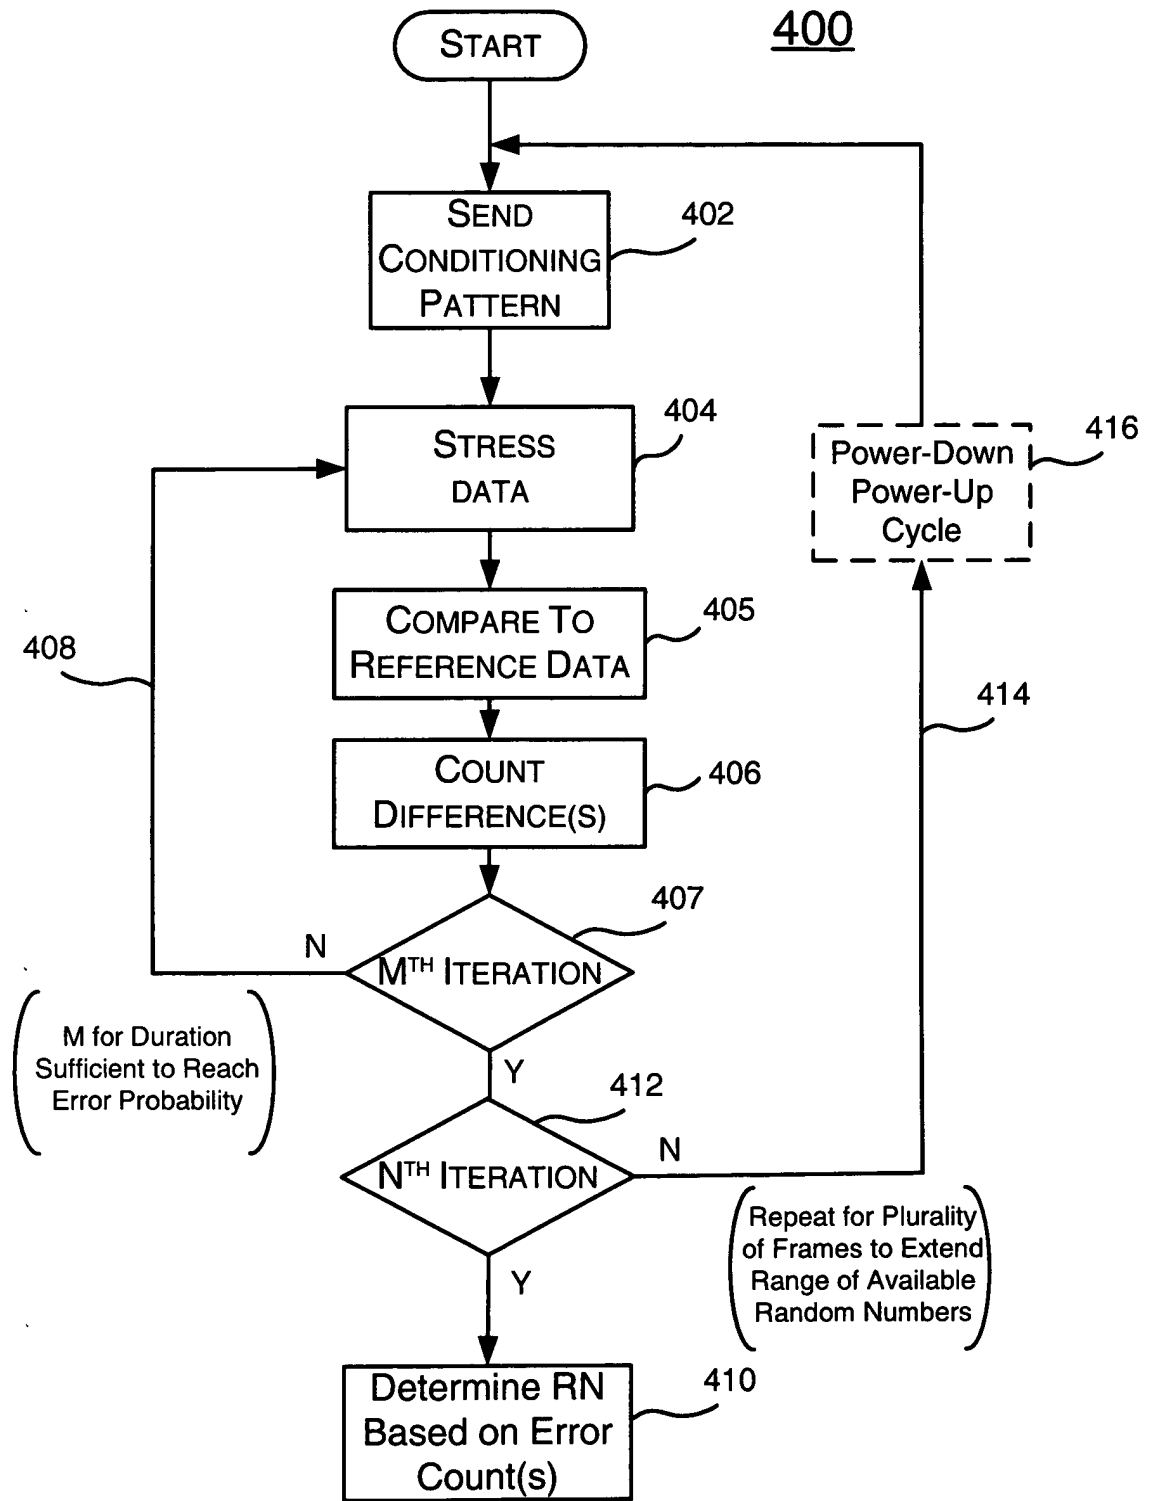 400
START
SEND
CONDITIONING
PATTERN
402
STRESS
DATA
404
Power-Down
Power-Up
Cycle
416
COMPARE TO
REFERENCE DATA
405
408
414
COUNT
DIFFERENCE(S)
406
407
N
MTH ITERATION
M for Duration
Sufficient to Reach
Error Probability
Y
412
NTH ITERATION
N
Repeat for Plurality
of Frames to Extend
Range of Available
Random Numbers
Y
Determine RN
Based on Error
Count(s)
410